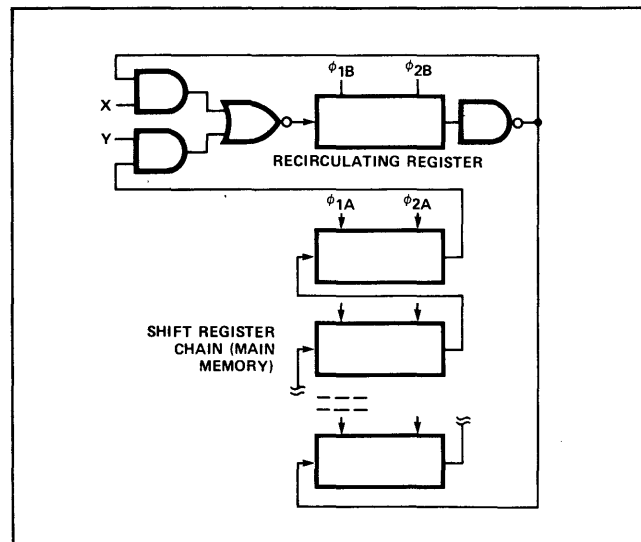 ϕ1B ϕ2B
X
Y
RECIRCULATING REGISTER
ϕ1A ϕ2A
SHIFT REGISTER
CHAIN (MAIN
MEMORY)